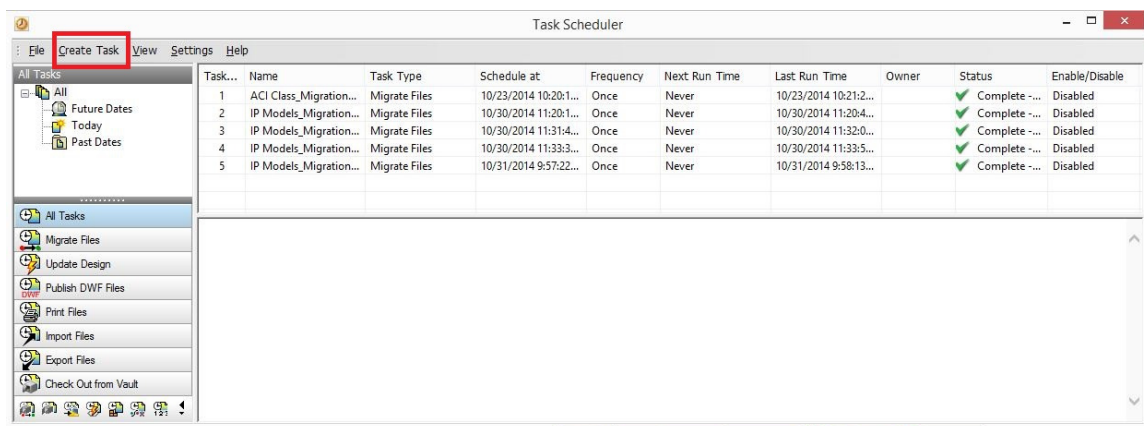 Task Scheduler
File Create Task View Settings Help
All Tasks
All
Future Dates
Today
Past Dates
Task... Name Task Type Schedule at Frequency Next Run Time Last Run Time Owner Status Enable/Disable
1 ACI Class_Migration... Migrate Files 10/23/2014 10:20:1... Once Never 10/23/2014 10:21:2... Complete -... Disabled
2 IP Models_Migration... Migrate Files 10/30/2014 11:20:1... Once Never 10/30/2014 11:20:4... Complete -... Disabled
3 IP Models_Migration... Migrate Files 10/30/2014 11:31:4... Once Never 10/30/2014 11:32:0... Complete -... Disabled
4 IP Models_Migration... Migrate Files 10/30/2014 11:33:3... Once Never 10/30/2014 11:33:5... Complete -... Disabled
5 IP Models_Migration... Migrate Files 10/31/2014 9:57:22... Once Never 10/31/2014 9:58:13... Complete -... Disabled
All Tasks
Migrate Files
Update Design
DWF
Publish DWF Files
Print Files
Import Files
Export Files
Check Out from Vault